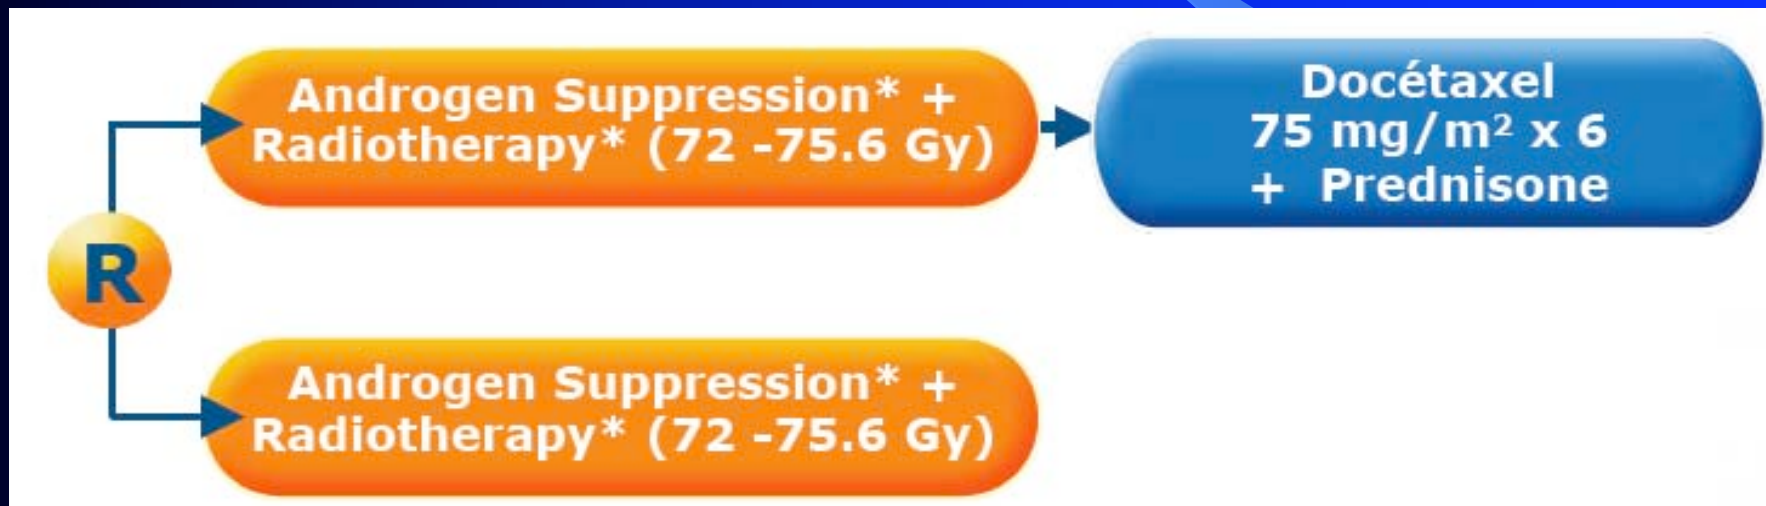 Androgen Suppression* +
Radiotherapy* (72 -75.6 Gy)
Docétaxel
75 mg/m² x 6
+ Prednisone
R
Androgen Suppression* +
Radiotherapy* (72 -75.6 Gy)